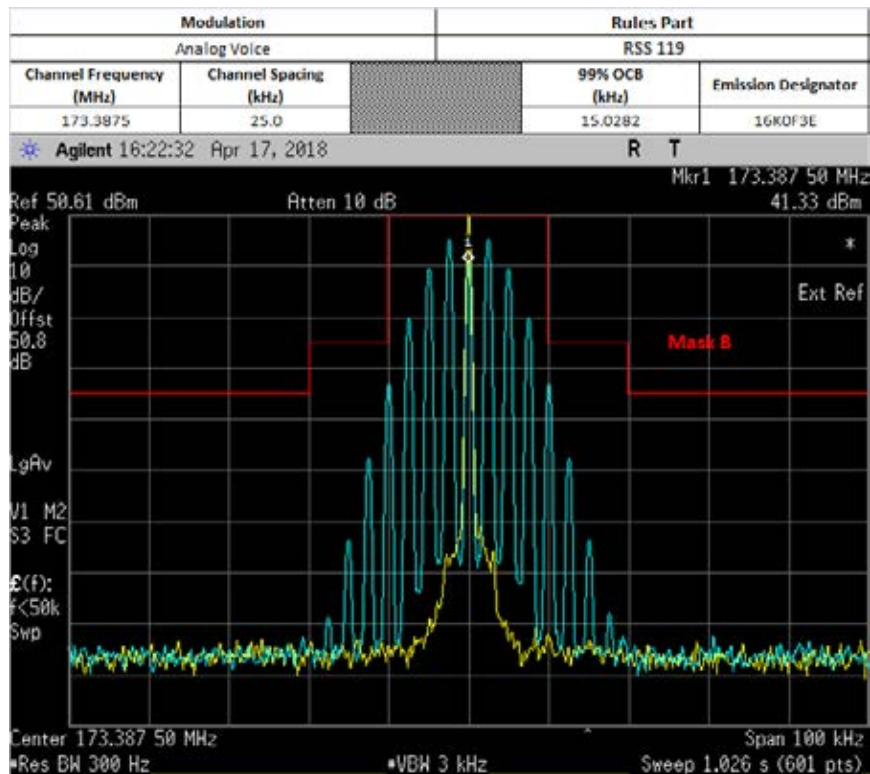 Modulation Rules Part
Analog Voice RSS 119
Channel Frequency (MHz) Channel Spacing (kHz) 99% OCB (kHz) Emission Designator
173.3875 25.0 15.0282 16K0F3E
Agilent 16:22:32 Apr 17, 2018 R T
Mkr1 173.387 50 MHz
Ref 50.61 dBm Atten 10 dB 41.33 dBm
Peak
Log
10
dB/
Offst
50.8
dB
1
*
Ext Ref
Mask B
LgAv
V1 M2
S3 FC
£(f):
f<50k
Swp
Center 173.387 50 MHz Span 100 kHz
#Res BW 300 Hz #VBW 3 kHz Sweep 1.026 s (601 pts)